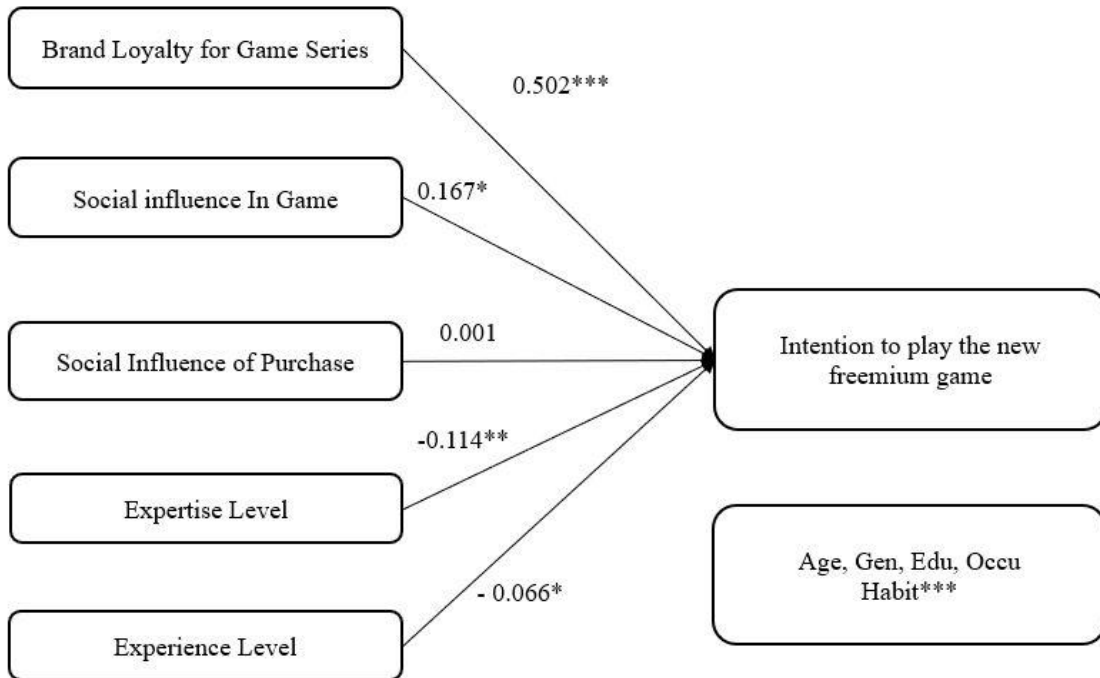 Brand Loyalty for Game Series
0.502***
Social influence In Game
0.167*
Social Influence of Purchase
0.001
Intention to play the new
freemium game
Expertise Level
-0.114**
Age, Gen, Edu, Occu
Habit***
Experience Level
- 0.066*